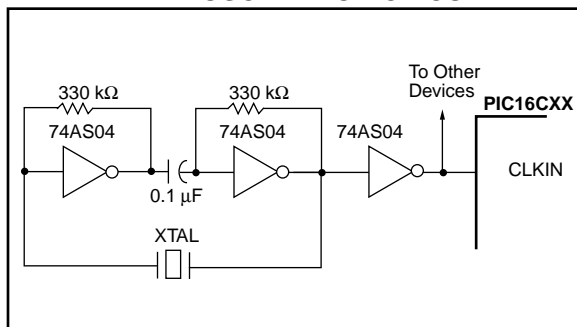 330 kΩ
330 kΩ
To Other
Devices
PIC16CXX
74AS04
74AS04
74AS04
CLKIN
0.1 μF
XTAL